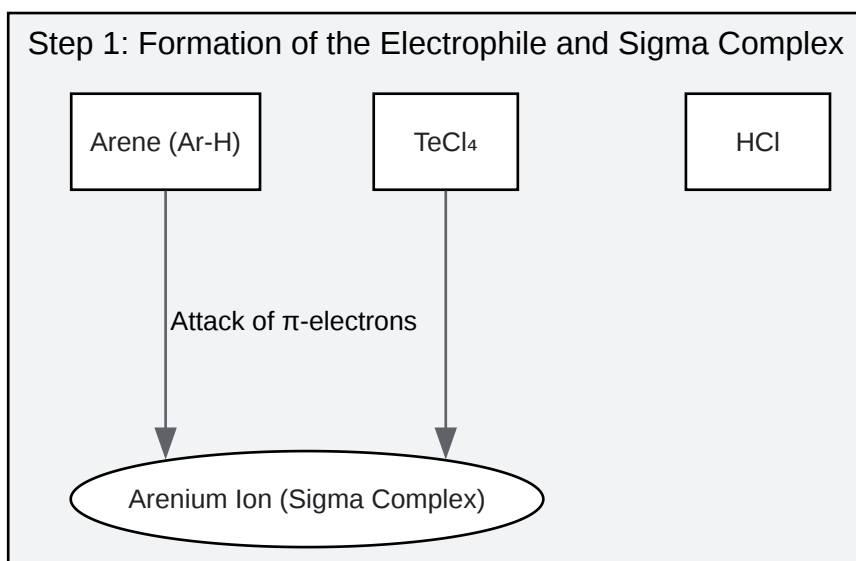 Step 1: Formation of the Electrophile and Sigma Complex
Arene (Ar-H)
TeCl₄
HCl
Attack of π-electrons
Arenium Ion (Sigma Complex)